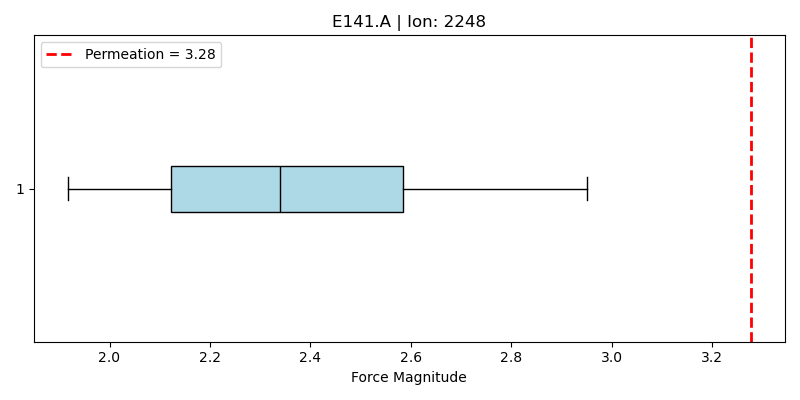 E141.A | Ion: 2248
Permeation = 3.28
1
2.0 2.2 2.4 2.6 2.8 3.0 3.2
Force Magnitude